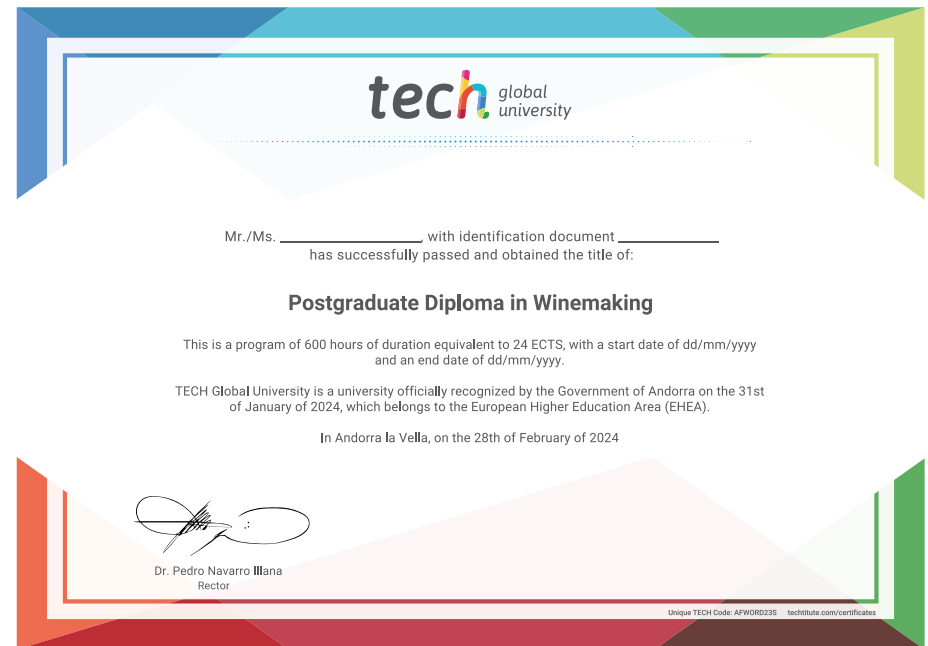 tech global
university
Mr./Ms. ______________, with identification document __________
has successfully passed and obtained the title of:
Postgraduate Diploma in Winemaking
This is a program of 600 hours of duration equivalent to 24 ECTS, with a start date of dd/mm/yyyy
and an end date of dd/mm/yyyy.
TECH Global University is a university officially recognized by the Government of Andorra on the 31st
of January of 2024, which belongs to the European Higher Education Area (EHEA).
In Andorra la Vella, on the 28th of February of 2024
Dr. Pedro Navarro Illana
Rector
Unique TECH Code: AFWORD23S techtitute.com/certificates